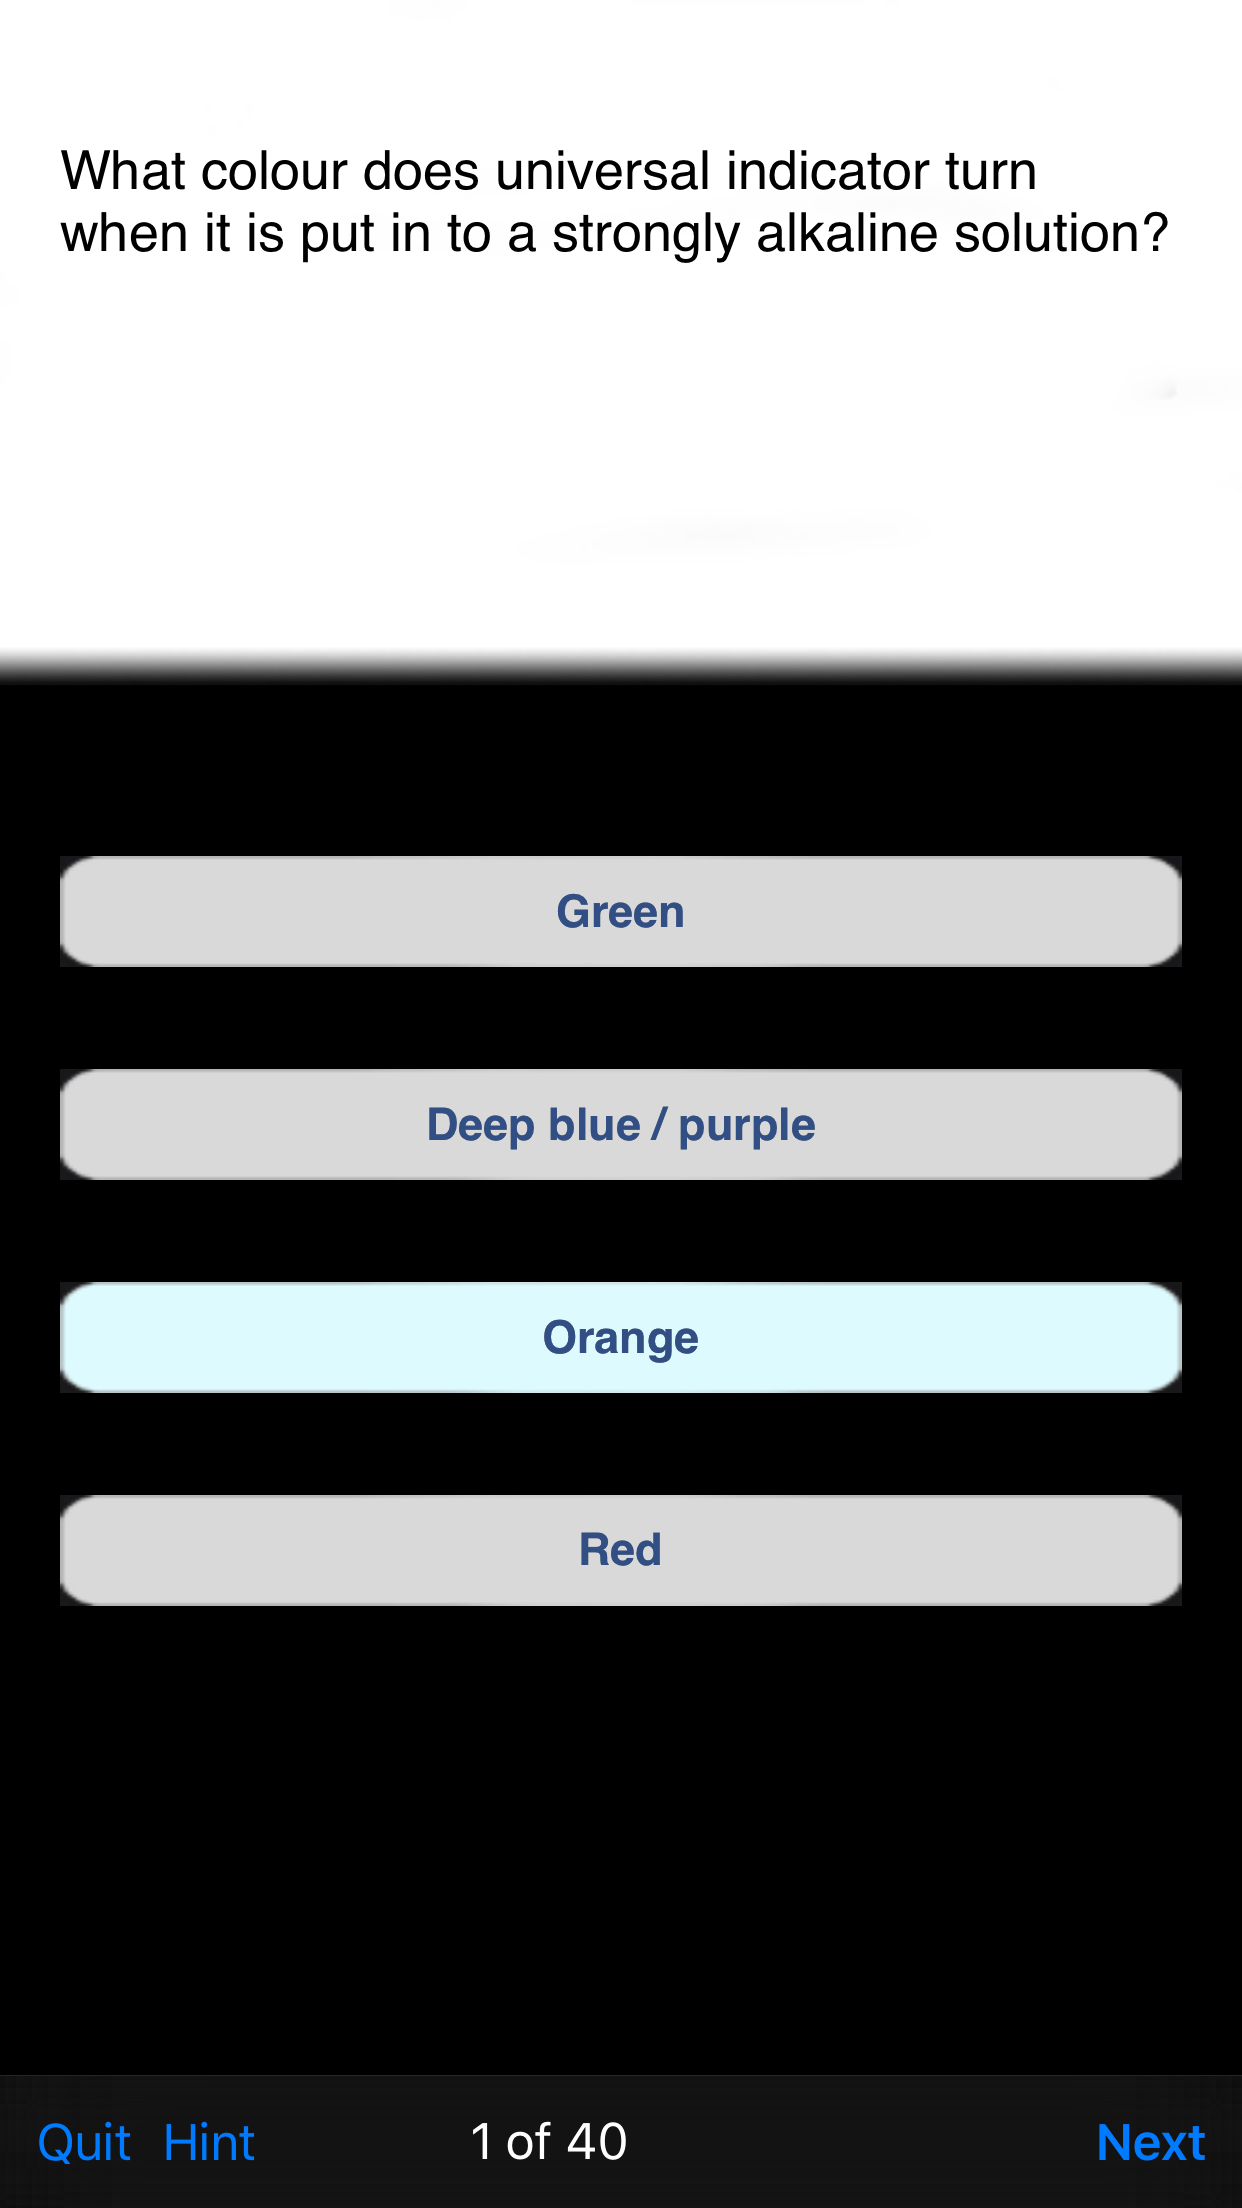 What colour does universal indicator turn
when it is put in to a strongly alkaline solution?
Green
Deep blue / purple
Orange
Red
Quit Hint 1 of 40 Next